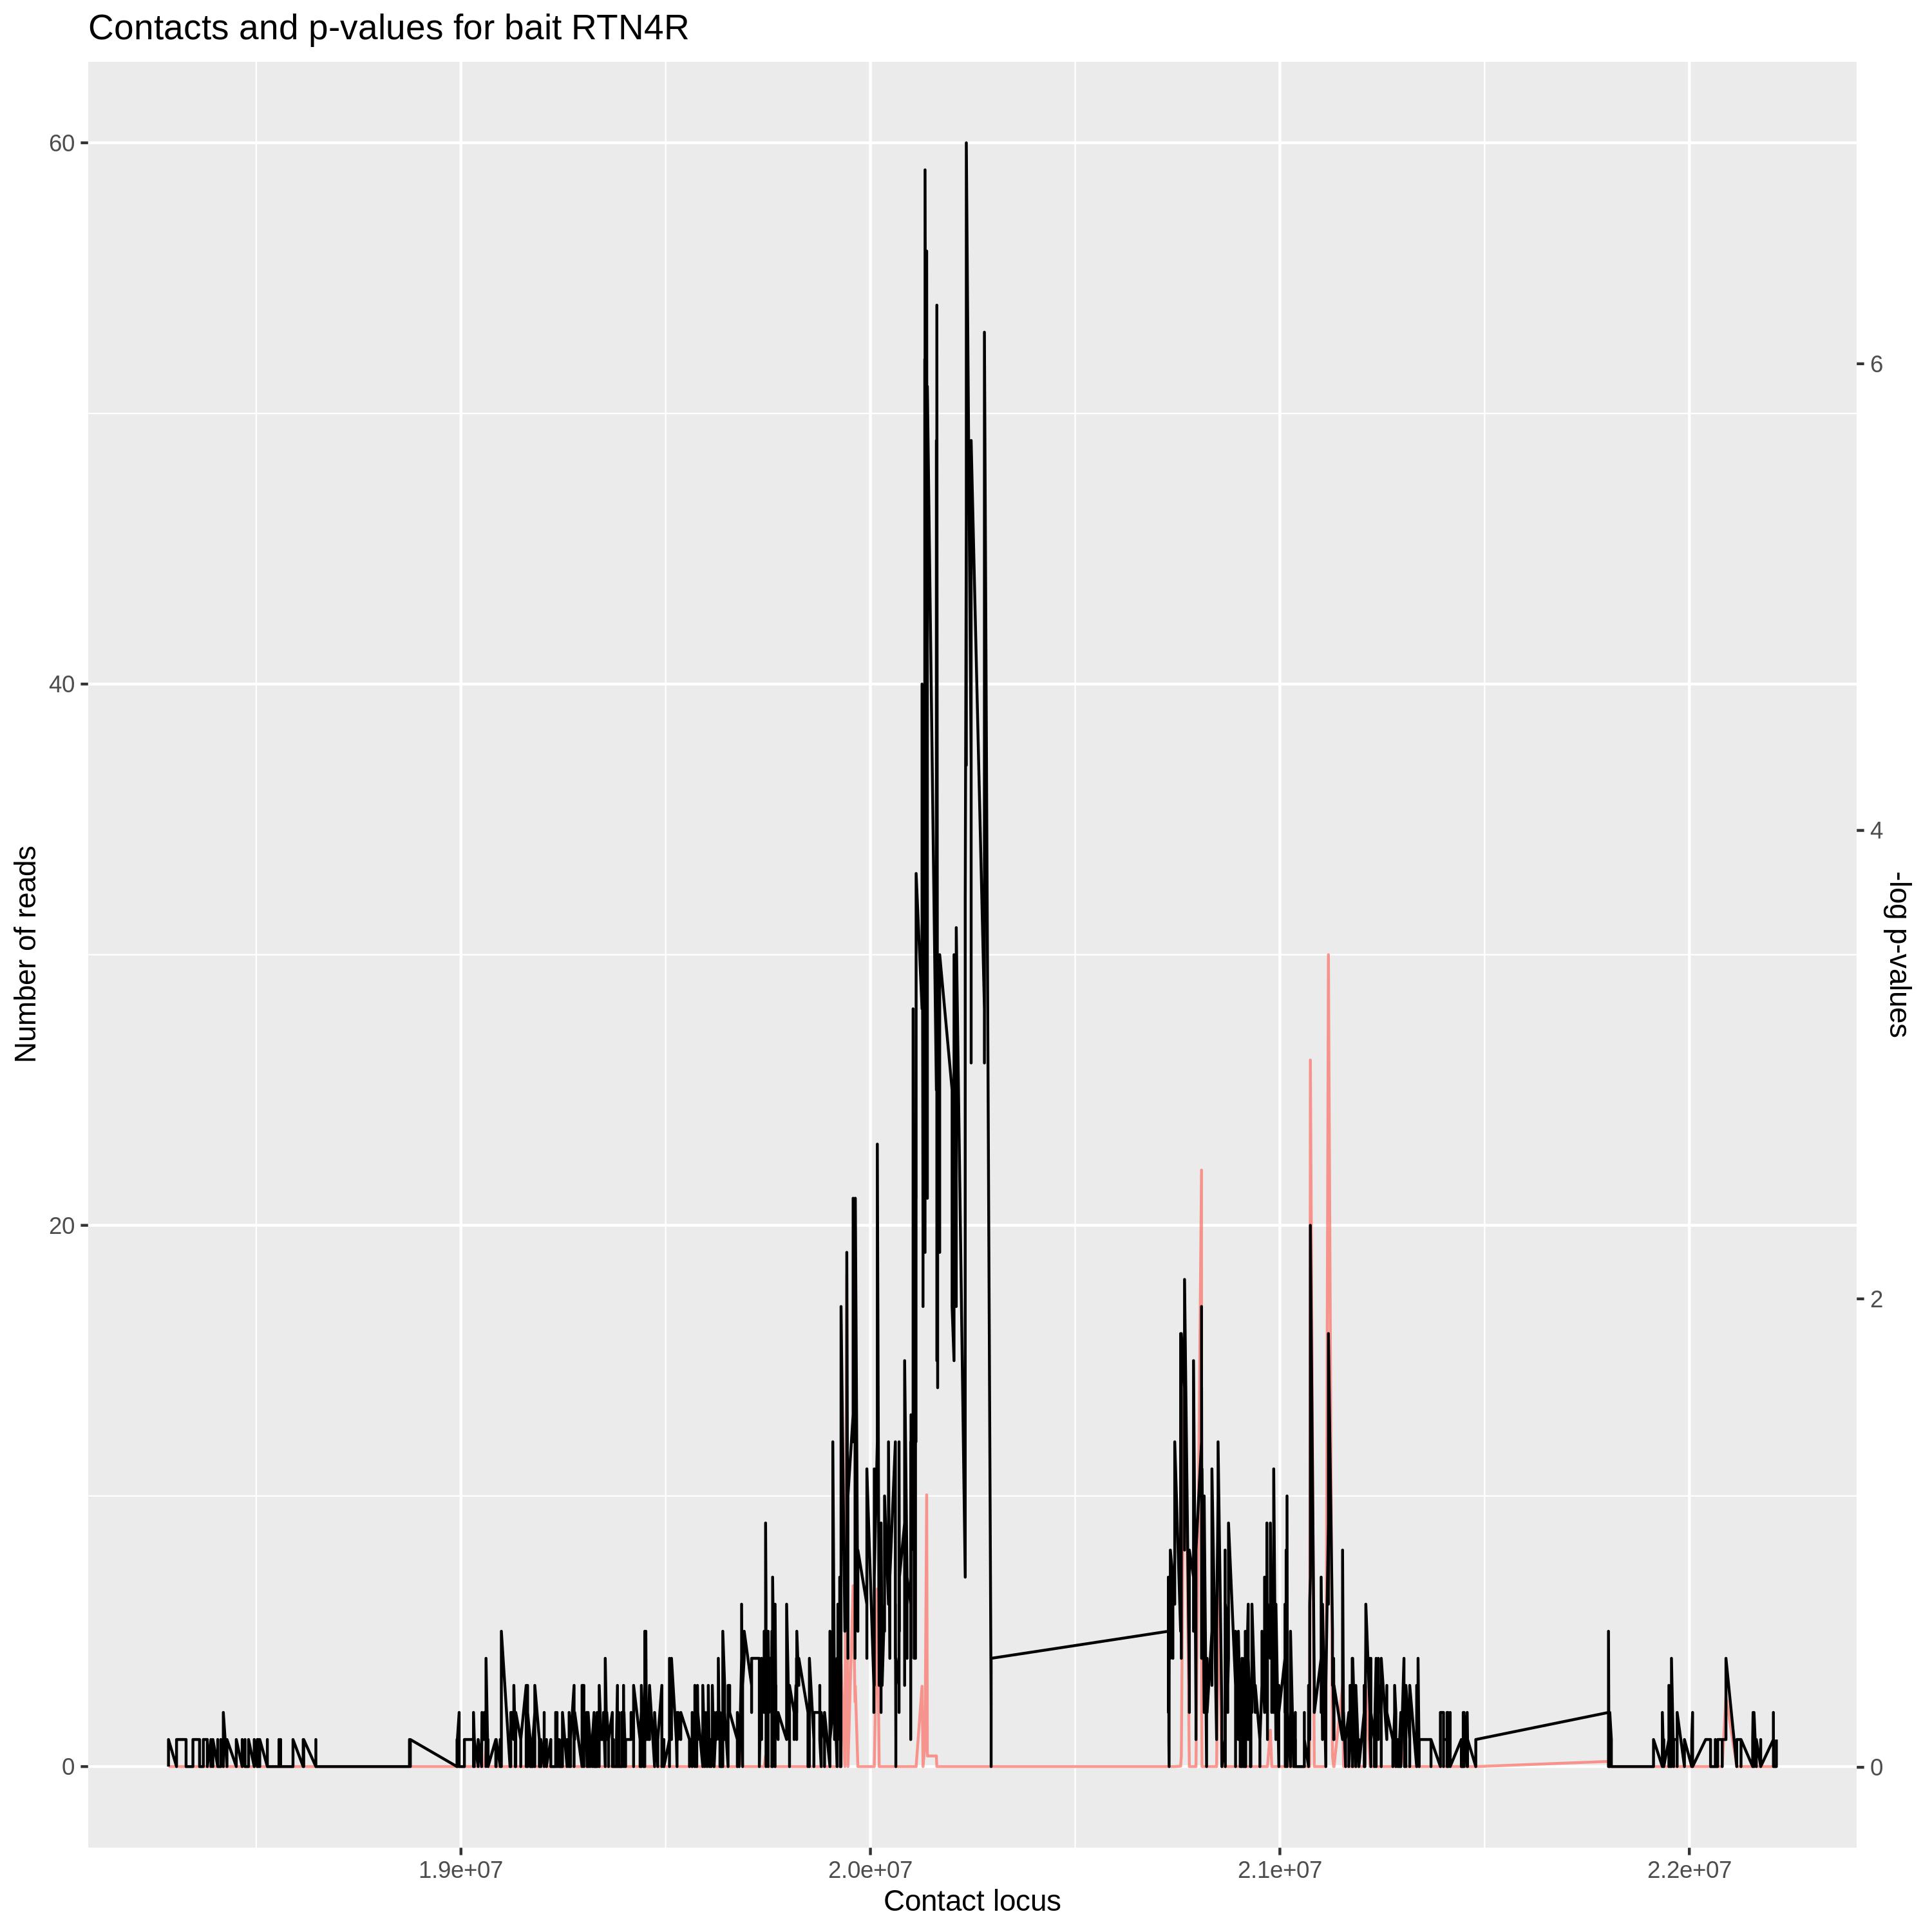 Contacts and p-values for bait RTN4R
60
40
20
0
6
4
2
0
Number of reads
-log p-values
1.9e+07
2.0e+07
2.1e+07
2.2e+07
Contact locus